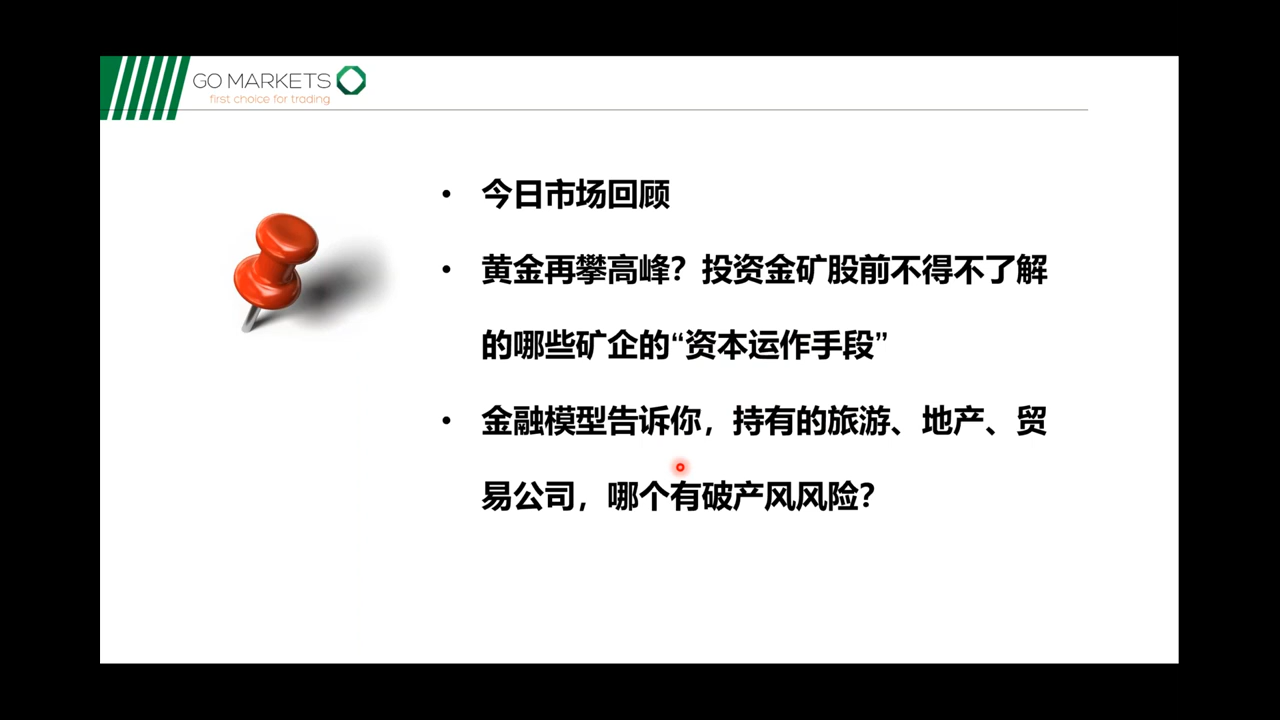 GO MARKETS
first choice for trading
• 今日市场回顾
• 黄金再攀高峰？投资金矿股前不得不了解
的哪些矿企的“资本运作手段”
• 金融模型告诉你，持有的旅游、地产、贸
易公司，哪个有破产风风险？